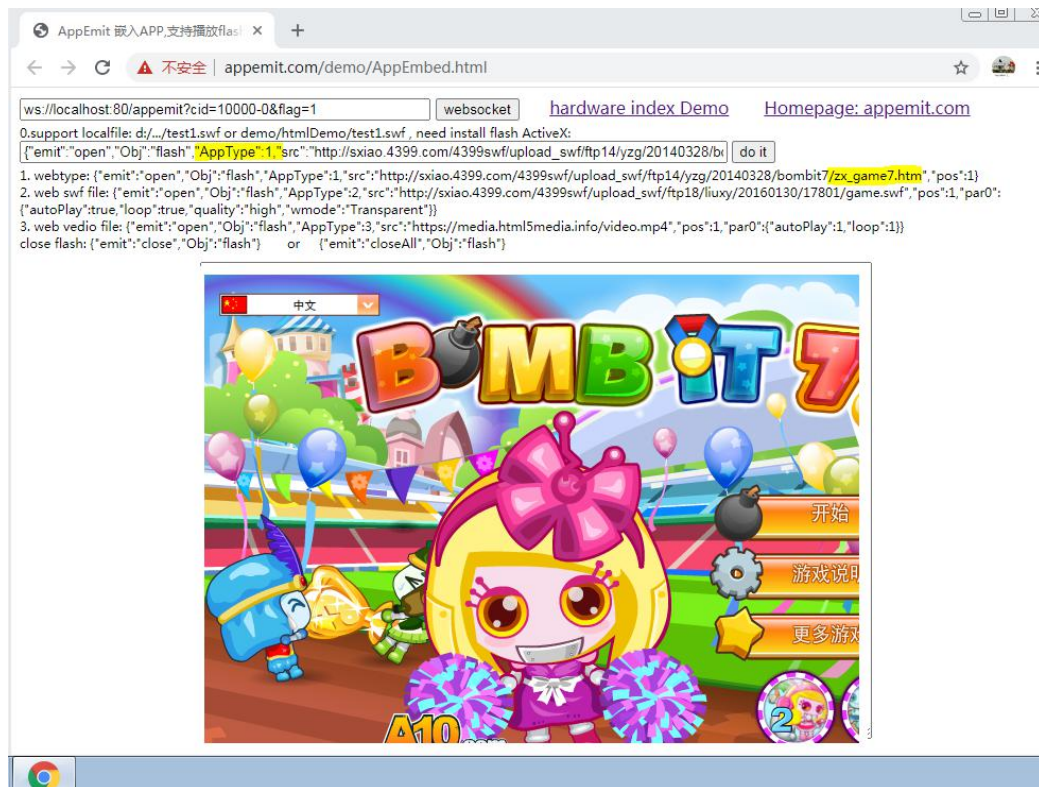 AppEmit 嵌入APP,支持播放flas
不安全 | appemit.com/demo/AppEmbed.html
ws://localhost:80/appemit?cid=10000-0&flag=1 websocket hardware index Demo Homepage: appemit.com
0.support localfile: d:/.../test1.swf or demo/htmlDemo/test1.swf , need install flash ActiveX:
{"emit":"open","Obj":"flash","AppType":1,"src":"http://sxiao.4399.com/4399swf/upload_swf/ftp14/yzg/20140328/b do it
1. webtype: {"emit":"open","Obj":"flash","AppType":1,"src":"http://sxiao.4399.com/4399swf/upload_swf/ftp14/yzg/20140328/bombit7/zx_game7.htm","pos":1}
2. web swf file: {"emit":"open","Obj":"flash","AppType":2,"src":"http://sxiao.4399.com/4399swf/upload_swf/ftp18/liuxy/20160130/17801/game.swf","pos":1,"par0":
{"autoPlay":true,"loop":true,"quality":"high","wmode":"Transparent"}}
3. web vedio file: {"emit":"open","Obj":"flash","AppType":3,"src":"https://media.html5media.info/video.mp4","pos":1,"par0":{"autoPlay":1,"loop":1}}
close flash: {"emit":"close","Obj":"flash"} or {"emit":"closeAll","Obj":"flash"}
中文
BOMB IT 7
开始
游戏说明
更多游戏
2
A10.com